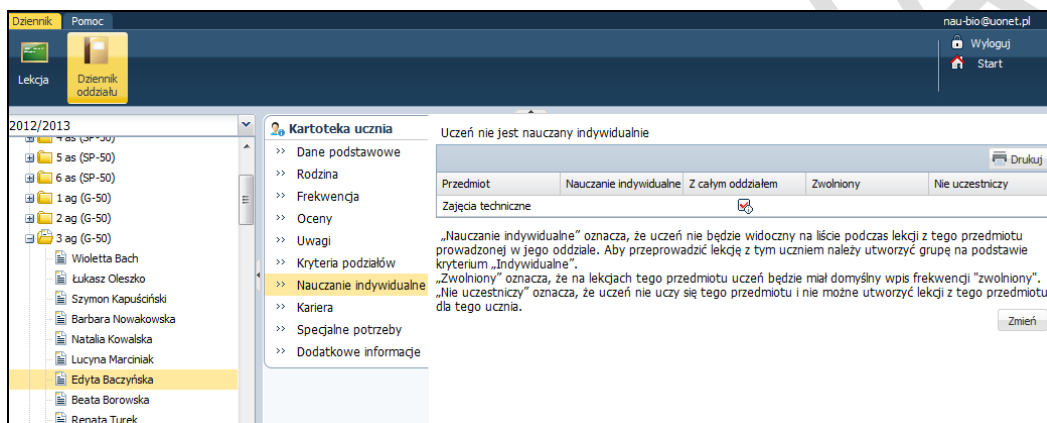 Dziennik Pomoc nau-bio@uonet.pl
Lekcja
Dziennik
oddziału
Wyloguj
Start
2012/2013
4 as (SP-50)
5 as (SP-50)
6 as (SP-50)
1 ag (G-50)
2 ag (G-50)
3 ag (G-50)
Wioletta Bach
Łukasz Oleszko
Szymon Kapuściński
Barbara Nowakowska
Natalia Kowalska
Lucyna Marciniak
Edyta Baczyńska
Beata Borowska
Renata Turek
Kartoteka ucznia
Dane podstawowe
Rodzina
Frekwencja
Oceny
Uwagi
Kryteria podziałów
Nauczanie indywidualne
Kariera
Specjalne potrzeby
Dodatkowe informacje
Uczeń nie jest nauczany indywidualnie
Drukuj
Przedmiot Nauczanie indywidualne Z całym oddziałem Zwolniony Nie uczestniczy
Zajęcia techniczne
„Nauczanie indywidualne” oznacza, że uczeń nie będzie widoczny na liście podczas lekcji z tego przedmiotu
prowadzonej w jego oddziale. Aby przeprowadzić lekcję z tym uczniem należy utworzyć grupę na podstawie
kryterium „Indywidualne”.
„Zwolniony” oznacza, że na lekcjach tego przedmiotu uczeń będzie miał domyślny wpis frekwencji "zwolniony".
„Nie uczestniczy” oznacza, że uczeń nie uczy się tego przedmiotu i nie możne utworzyć lekcji z tego przedmiotu
dla tego ucznia.
Zmień